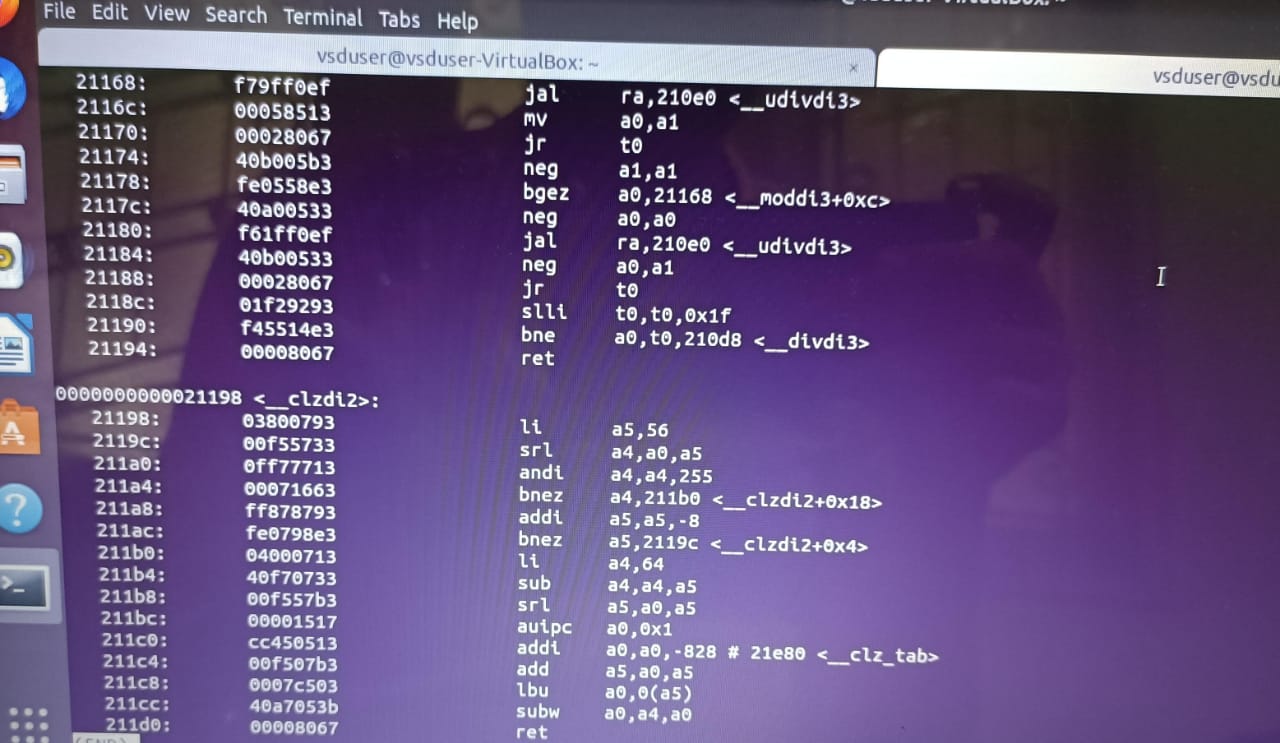 File Edit View Search Terminal Tabs Help
vsduser@vsduser-VirtualBox: ~ ×
vsduser@vsdu
21168: f79ff0ef jal ra,210e0 <__udivdi3>
2116c: 00058513 mv a0,a1
21170: 00028067 jr t0
21174: 40b005b3 neg a1,a1
21178: fe0558e3 bgez a0,21168 <__moddi3+0xc>
2117c: 40a00533 neg a0,a0
21180: f61ff0ef jal ra,210e0 <__udivdi3>
21184: 40b00533 neg a0,a1
21188: 00028067 jr t0
2118c: 01f29293 slli t0,t0,0x1f
21190: f45514e3 bne a0,t0,210d8 <__divdi3>
21194: 00008067 ret
0000000000021198 <__clzdi2>:
21198: 03800793 li a5,56
2119c: 00f55733 srl a4,a0,a5
211a0: 0ff77713 andi a4,a4,255
211a4: 00071663 bnez a4,211b0 <__clzdi2+0x18>
211a8: ff878793 addi a5,a5,-8
211ac: fe0798e3 bnez a5,2119c <__clzdi2+0x4>
211b0: 04000713 li a4,64
211b4: 40f70733 sub a4,a4,a5
211b8: 00f557b3 srl a5,a0,a5
211bc: 00001517 auipc a0,0x1
211c0: cc450513 addi a0,a0,-828 # 21e80 <__clz_tab>
211c4: 00f507b3 add a5,a0,a5
211c8: 0007c503 lbu a0,0(a5)
211cc: 40a7053b subw a0,a4,a0
211d0: 00008067 ret
(END)